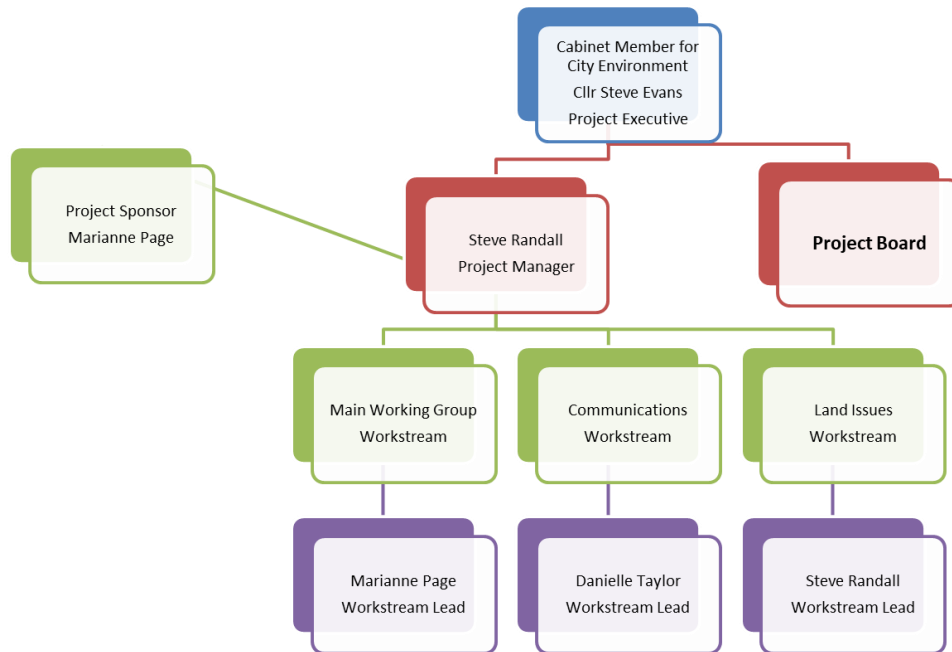 Cabinet Member for
City Environment
Cllr Steve Evans
Project Executive
Project Sponsor
Marianne Page
Steve Randall
Project Manager
Project Board
Main Working Group
Workstream
Communications
Workstream
Land Issues
Workstream
Marianne Page
Workstream Lead
Danielle Taylor
Workstream Lead
Steve Randall
Workstream Lead